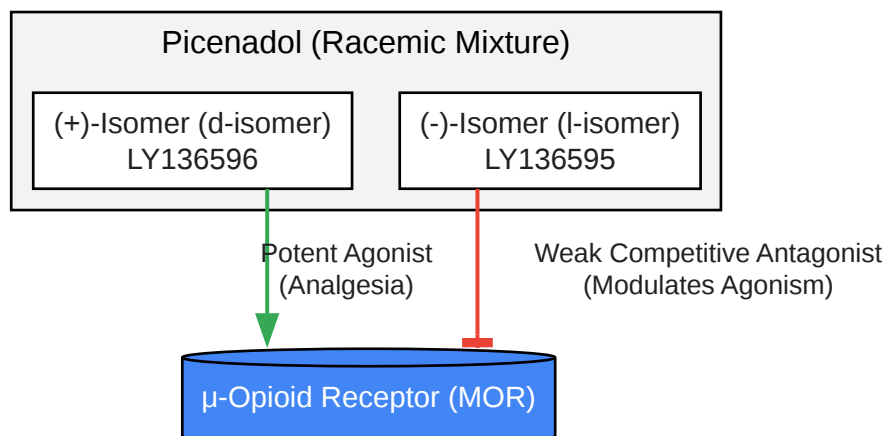 Picenadol (Racemic Mixture)
(+)-Isomer (d-isomer)
LY136596
(-)-Isomer (l-isomer)
LY136595
Potent Agonist
(Analgesia)
Weak Competitive Antagonist
(Modulates Agonism)
μ-Opioid Receptor (MOR)